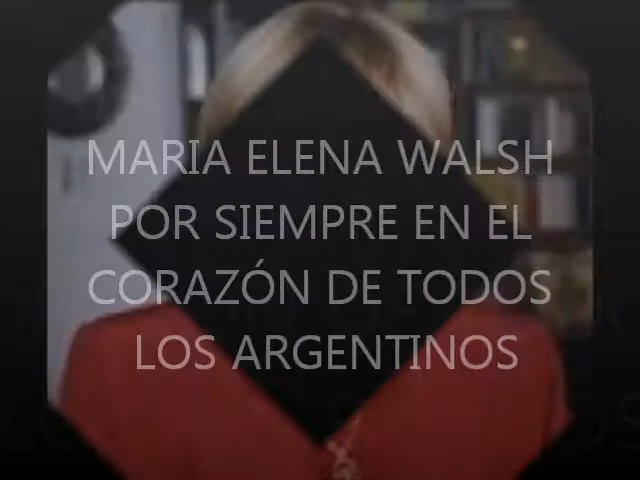 MARIA ELENA WALSH
POR SIEMPRE EN EL
CORAZÓN DE TODOS
LOS ARGENTINOS